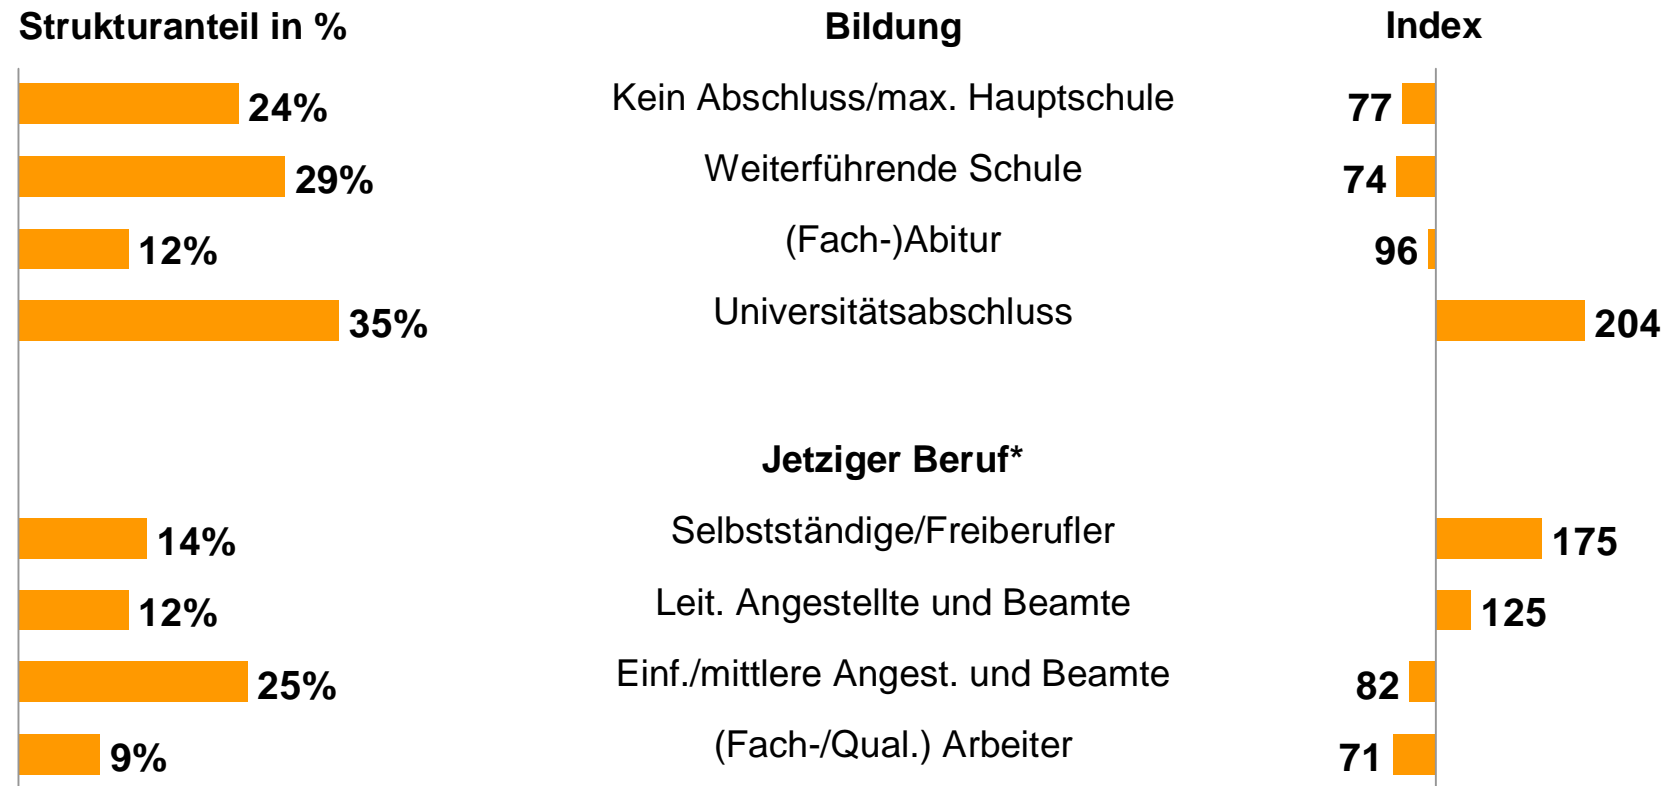 Strukturanteil in % Bildung Index
24% Kein Abschluss/max. Hauptschule 77
29% Weiterführende Schule 74
12% (Fach-)Abitur 96
35% Universitätsabschluss 204
Jetziger Beruf*
14% Selbstständige/Freiberufler 175
12% Leit. Angestellte und Beamte 125
25% Einf./mittlere Angest. und Beamte 82
9% (Fach-/Qual.) Arbeiter 71